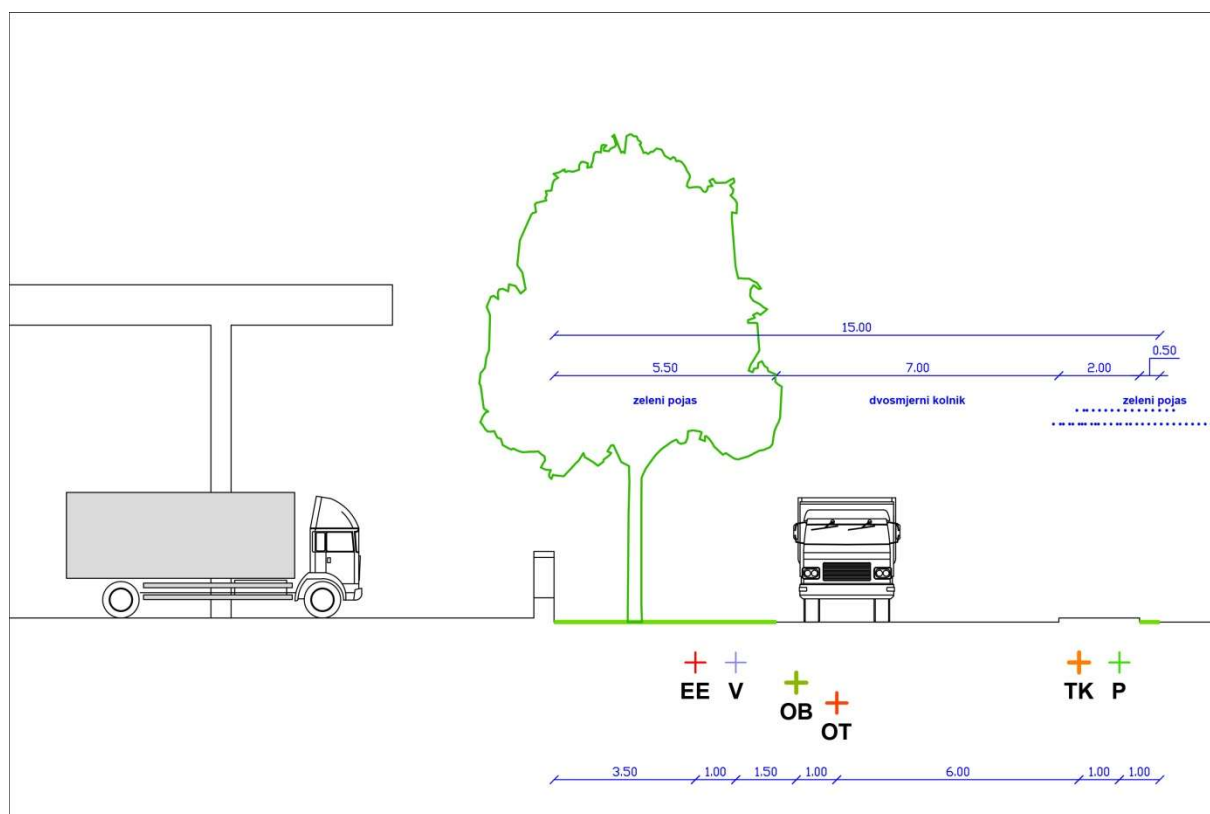 15.00
0.50
5.50 7.00 2.00
zeleni pojas dvosmjerni kolnik zeleni pojas
EE V TK P
OB
OT
3.50 1.00 1.50 1.00 6.00 1.00 1.00